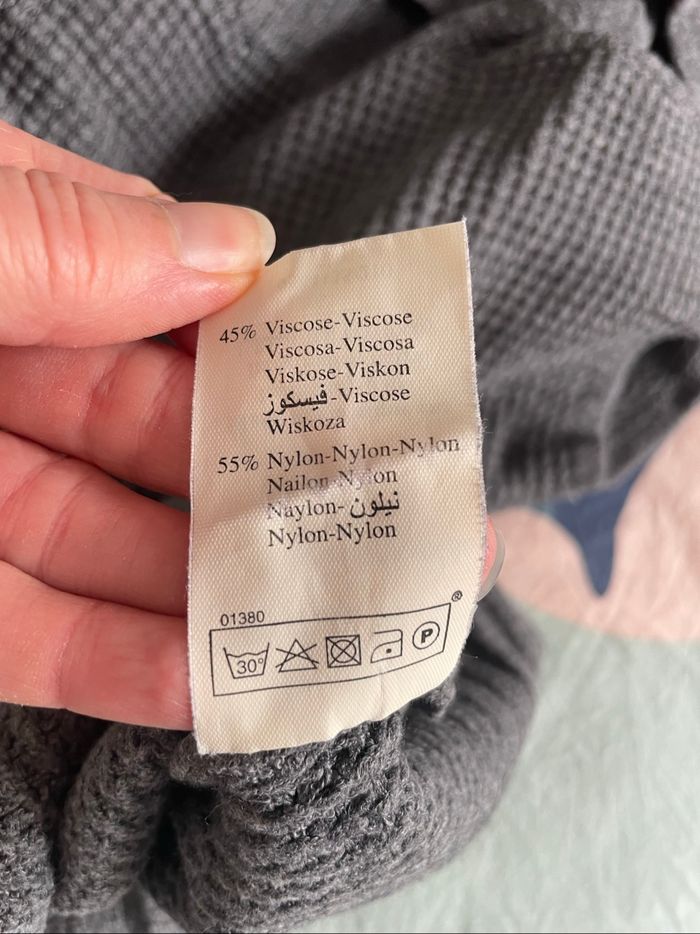 45% Viscose-Viscose
Viscosa-Viscosa
Viskose-Viskon
فيسكوز-Viscose
Wiskoza
55% Nylon-Nylon-Nylon
Nailon-Nylon
Naylon-نيلون
Nylon-Nylon
01380
®
30° P